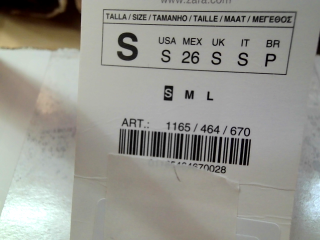 www.zara.com
TALLA / SIZE / TAMANHO / TAILLE / MAAT / ΜΕΓΕΘΟΣ
S
USA MEX UK IT BR
S 26 S S P
S M L
ART.: 1165 / 464 / 670